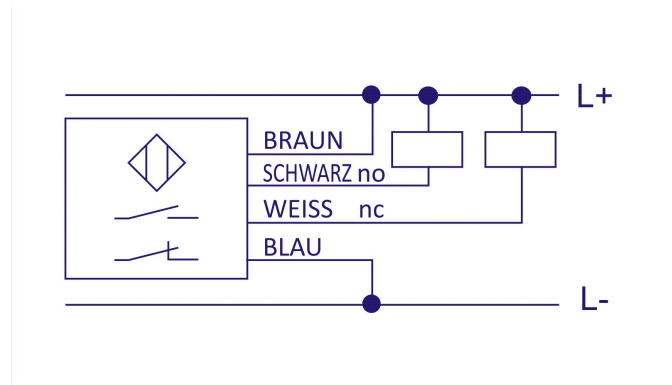 L+
BRAUN
SCHWARZ no
WEISS nc
BLAU
L-